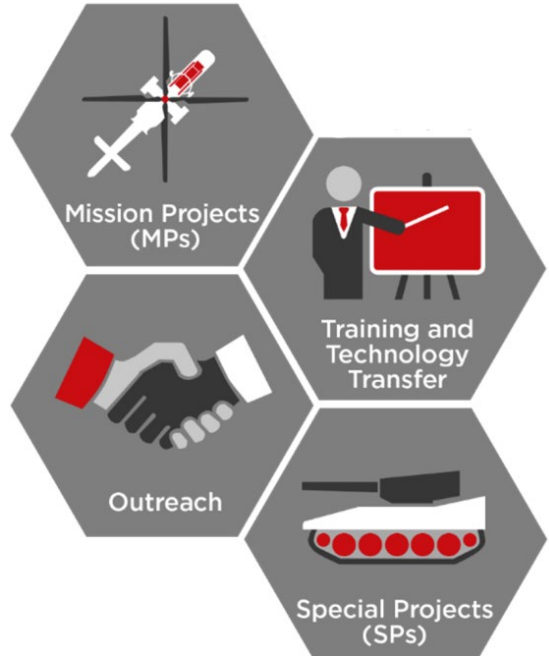 Mission Projects
(MPs)
Training and
Technology
Transfer
Outreach
Special Projects
(SPs)